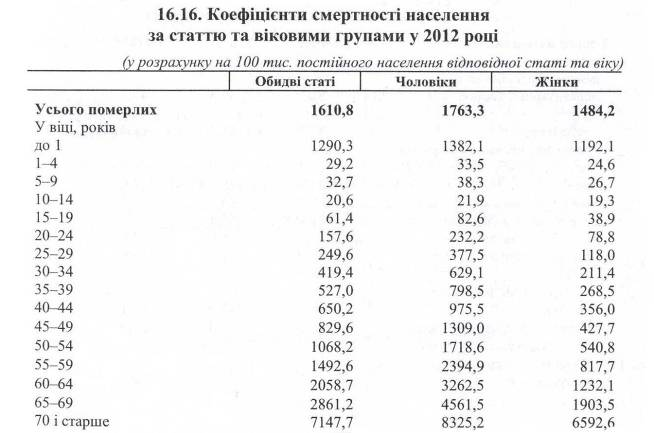 16.16. Коефіцієнти смертності населення
за статтю та віковими групами у 2012 році
(у розрахунку на 100 тис. постійного населення відповідної статі та віку)
Обидві статі Чоловіки Жінки
Усього померлих 1610,8 1763,3 1484,2
У віці, років
до 1 1290,3 1382,1 1192,1
1–4 29,2 33,5 24,6
5–9 32,7 38,3 26,7
10–14 20,6 21,9 19,3
15–19 61,4 82,6 38,9
20–24 157,6 232,2 78,8
25–29 249,6 377,5 118,0
30–34 419,4 629,1 211,4
35–39 527,0 798,5 268,5
40–44 650,2 975,5 356,0
45–49 829,6 1309,0 427,7
50–54 1068,2 1718,6 540,8
55–59 1492,6 2394,9 817,7
60–64 2058,7 3262,5 1232,1
65–69 2861,2 4561,5 1903,5
70 і старше 7147,7 8325,2 6592,6